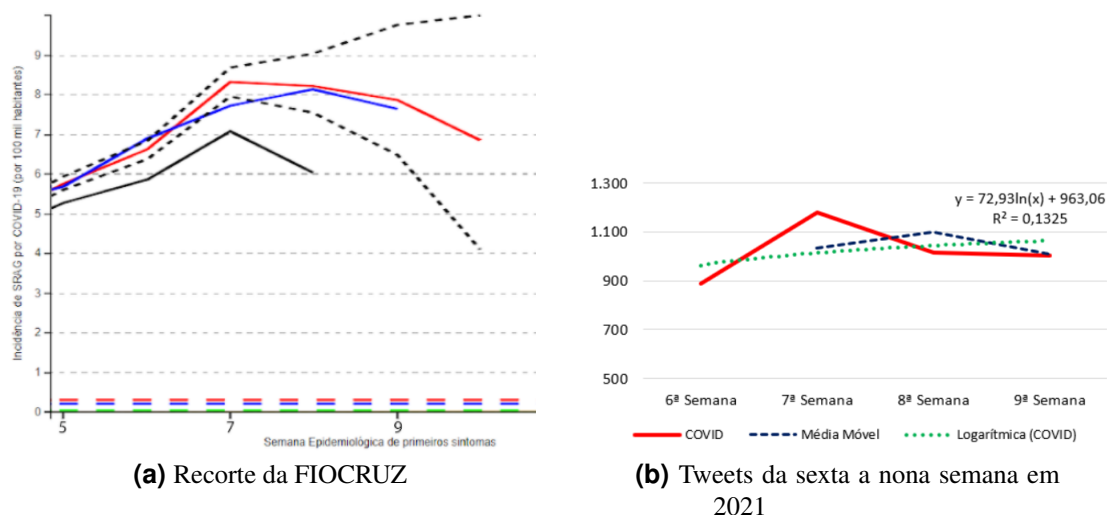 Incidência de SRAG por COVID-19 (por 100 mil habitantes)
9
8
7
6
5
4
3
2
1
0
5
7
9
Semana Epidemiológica de primeiros sintomas
(a) Recorte da FIOCRUZ
1.300
1.100
900
700
500
y = 72,93ln(x) + 963,06
R² = 0,1325
6ª Semana
7ª Semana
8ª Semana
9ª Semana
COVID
Média Móvel
Logarítmica (COVID)
(b) Tweets da sexta a nona semana em
2021